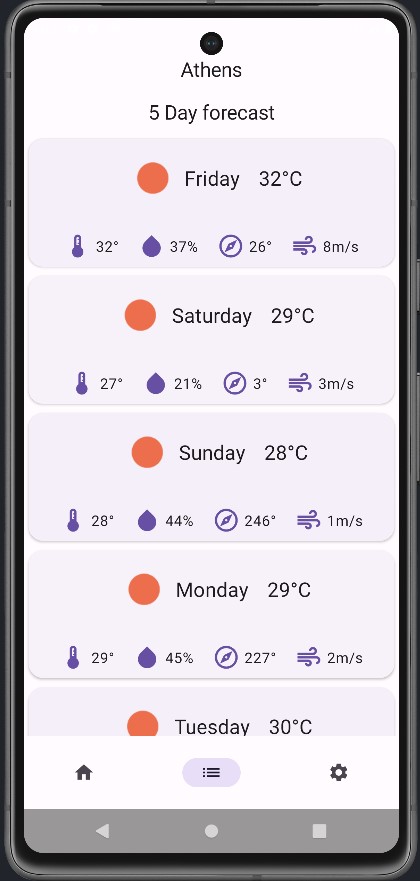 Athens
5 Day forecast
Friday 32°C
32° 37% 26° 8m/s
Saturday 29°C
27° 21% 3° 3m/s
Sunday 28°C
28° 44% 246° 1m/s
Monday 29°C
29° 45% 227° 2m/s
Tuesday 30°C